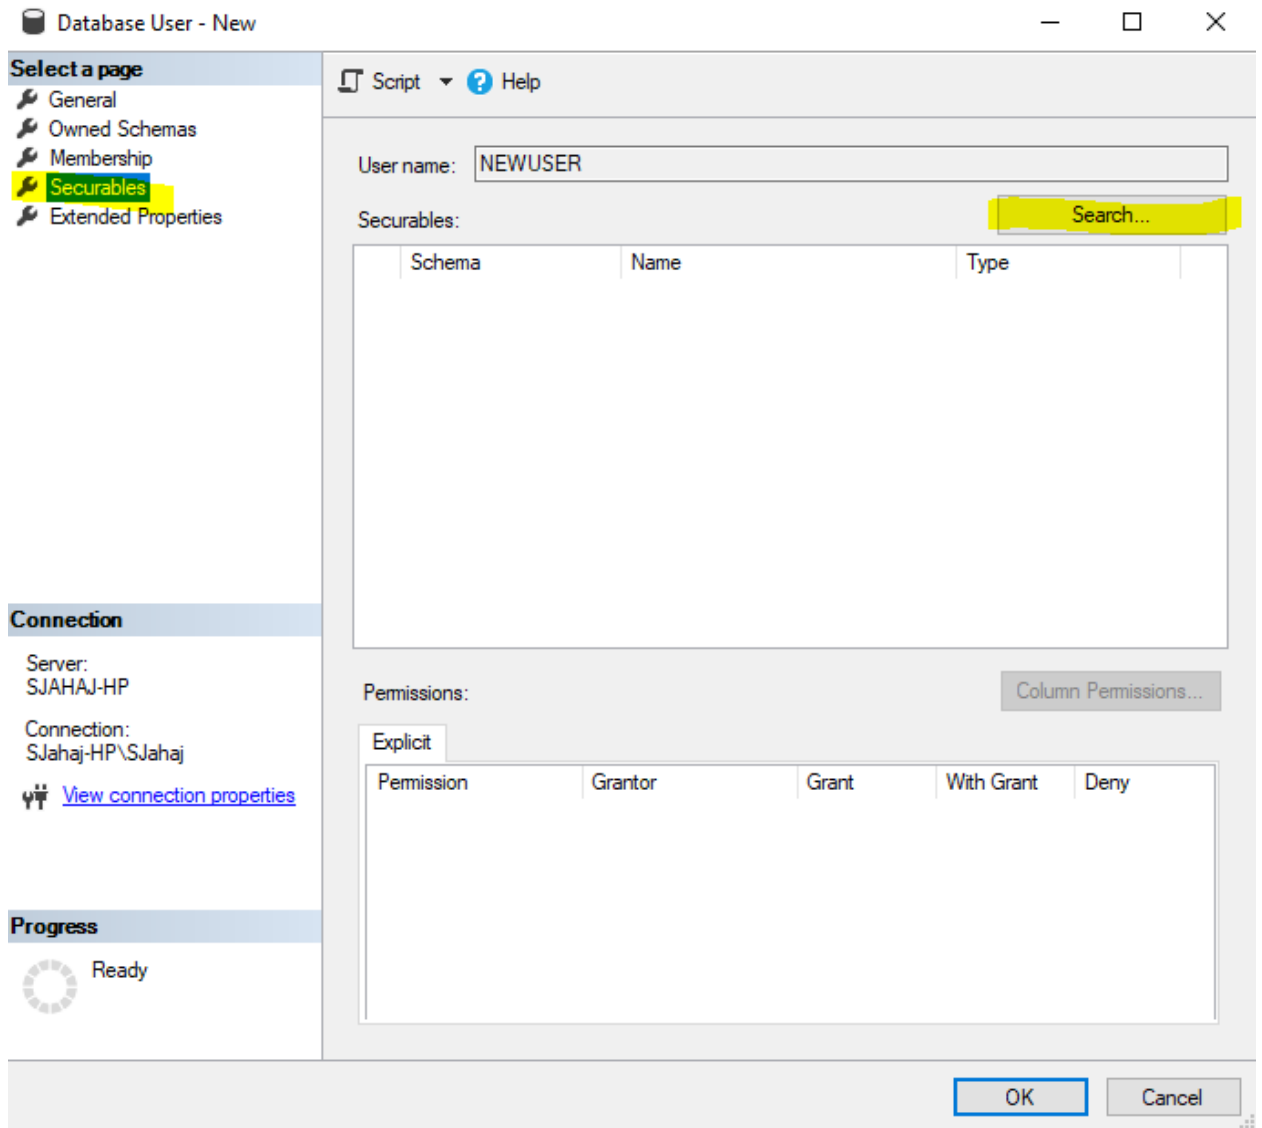 Database User - New
Select a page
General
Owned Schemas
Membership
Securables
Extended Properties
Script Help
User name: NEWUSER
Securables: Search...
Schema Name Type
Connection
Server:
SJAHAJ-HP
Connection:
SJahaj-HP\SJahaj
View connection properties
Permissions: Column Permissions...
Explicit
Permission Grantor Grant With Grant Deny
Progress
Ready
OK Cancel